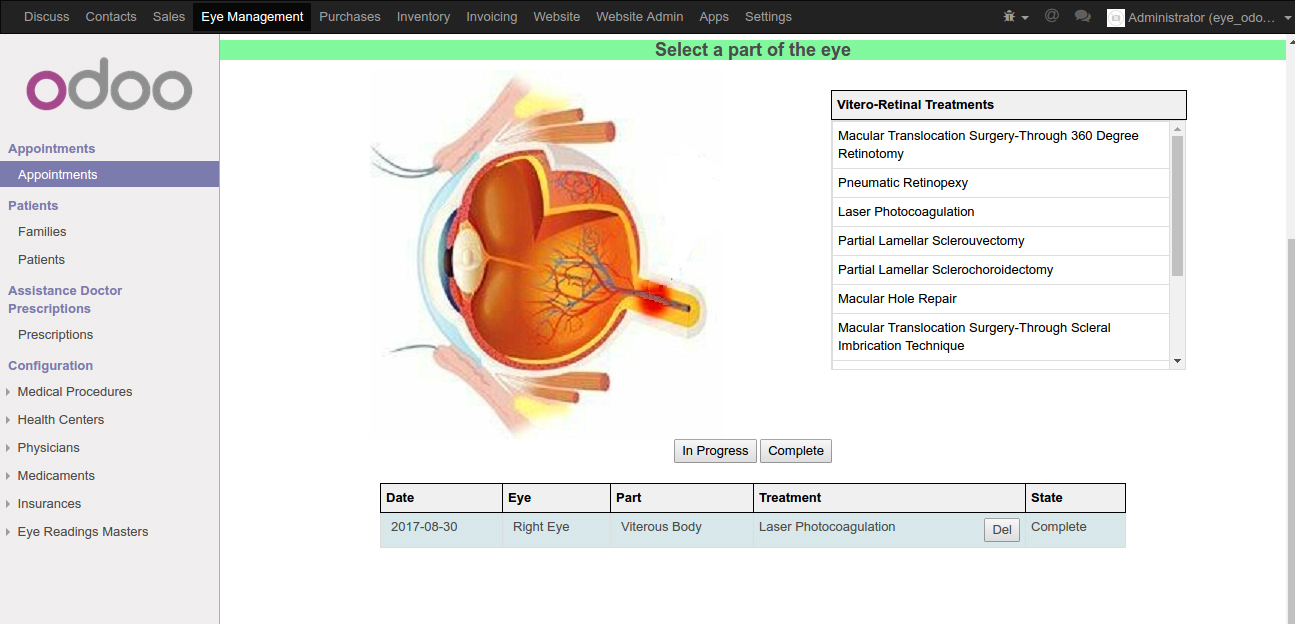 Discuss Contacts Sales Eye Management Purchases Inventory Invoicing Website Website Admin Apps Settings @ Administrator (eye_odo...
odoo
Appointments
Appointments
Patients
Families
Patients
Assistance Doctor
Prescriptions
Prescriptions
Configuration
Medical Procedures
Health Centers
Physicians
Medicaments
Insurances
Eye Readings Masters
Select a part of the eye
Vitero-Retinal Treatments
Macular Translocation Surgery-Through 360 Degree
Retinotomy
Pneumatic Retinopexy
Laser Photocoagulation
Partial Lamellar Sclerouvectomy
Partial Lamellar Sclerochoroidectomy
Macular Hole Repair
Macular Translocation Surgery-Through Scleral
Imbrication Technique
In Progress Complete
Date Eye Part Treatment State
2017-08-30 Right Eye Viterous Body Laser Photocoagulation Del Complete